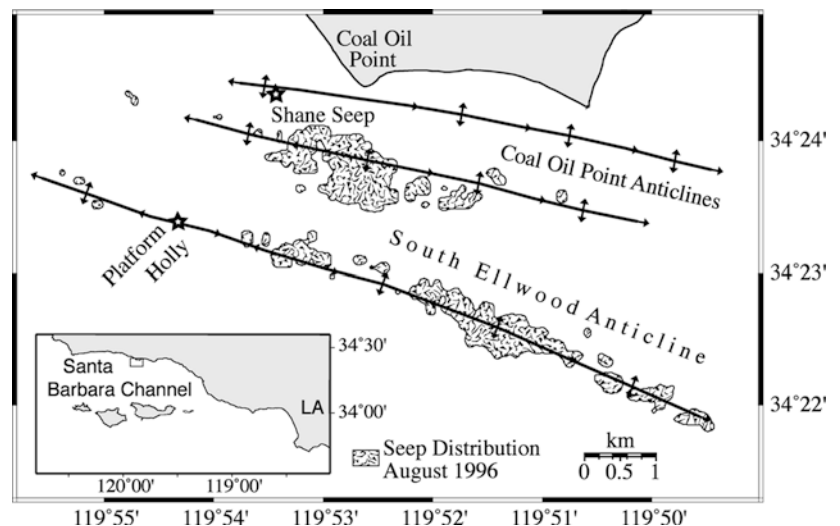 Coal Oil
Point
Shane Seep
34°24'
Coal Oil Point Anticlines
Platform
Holly
South Ellwood Anticline
34°23'
Santa
Barbara Channel
LA
34°30'
34°00'
120°00'
119°00'
Seep Distribution
August 1996
km
0 0.5 1
34°22'
119°55'
119°54'
119°53'
119°52'
119°51'
119°50'